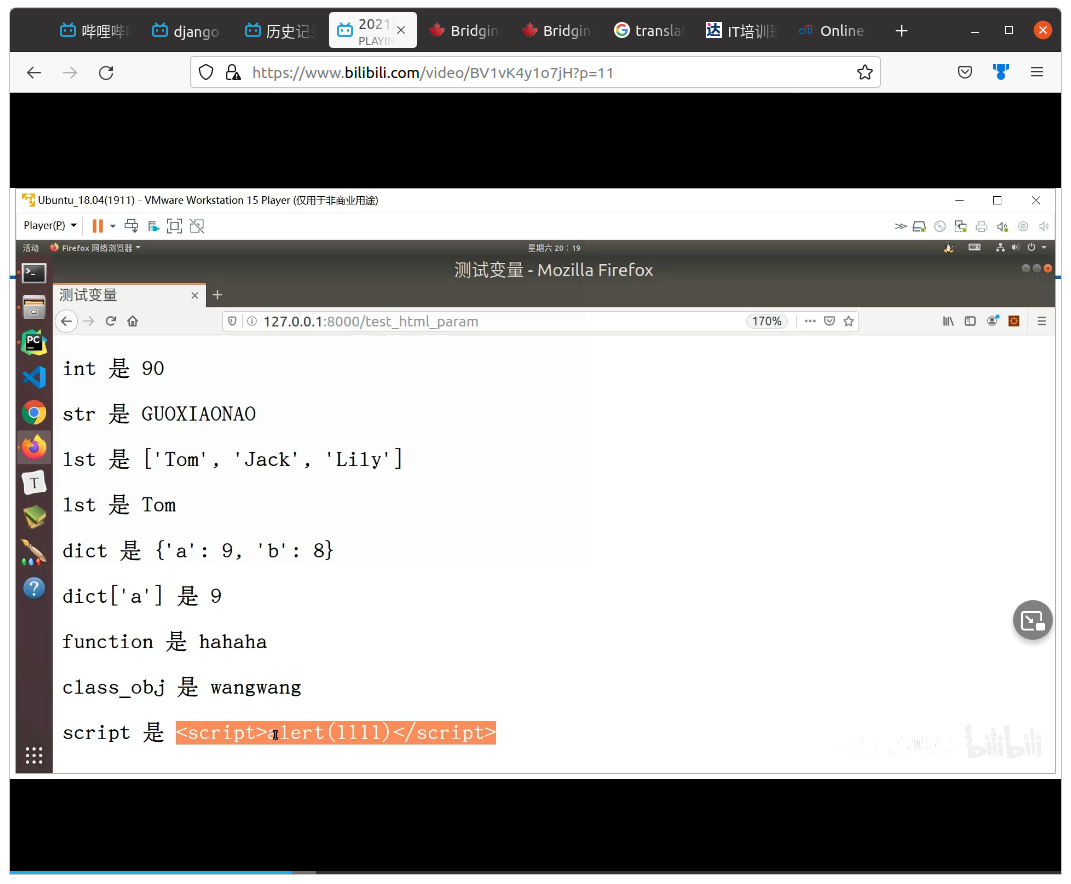 哔哩哔
django
历史记
2021
PLAYIN
Bridgin
Bridgin
transla
IT培训班
Online
https://www.bilibili.com/video/BV1vK4y1o7jH?p=11
Ubuntu_18.04(1911) - VMware Workstation 15 Player (仅用于非商业用途)
Player(P)
活动 Firefox 网络浏览器 星期六 20：19
测试变量 - Mozilla Firefox
测试变量
127.0.0.1:8000/test_html_param 170%
int 是 90
str 是 GUOXIAONAO
lst 是 ['Tom', 'Jack', 'Lily']
lst 是 Tom
dict 是 {'a': 9, 'b': 8}
dict['a'] 是 9
function 是 hahaha
class_obj 是 wangwang
script 是 <script>alert(1111)</script>
bilibili